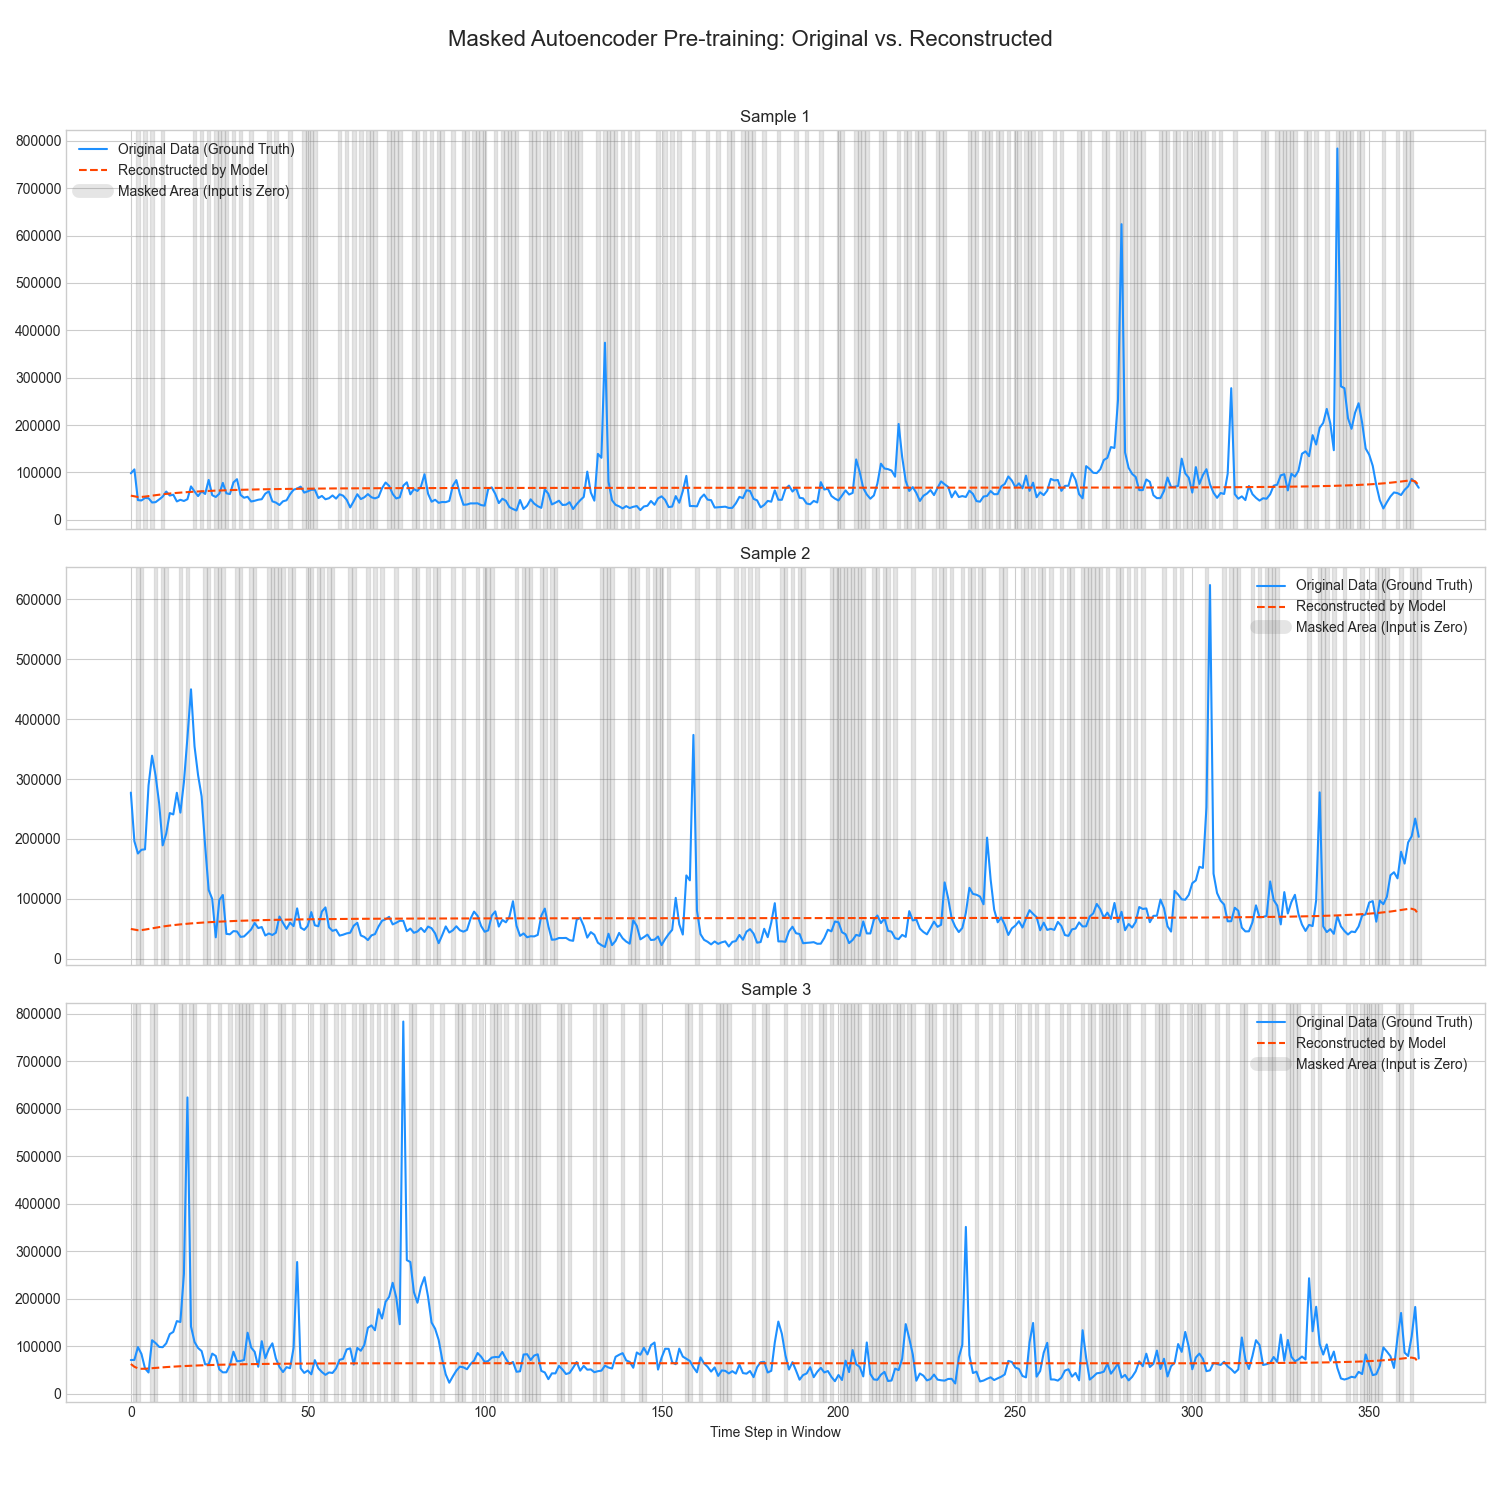 Masked Autoencoder Pre-training: Original vs. Reconstructed
Sample 1
800000
700000
600000
500000
400000
300000
200000
100000
0
Original Data (Ground Truth)
Reconstructed by Model
Masked Area (Input is Zero)
Sample 2
600000
500000
400000
300000
200000
100000
0
Original Data (Ground Truth)
Reconstructed by Model
Masked Area (Input is Zero)
Sample 3
800000
700000
600000
500000
400000
300000
200000
100000
0
Original Data (Ground Truth)
Reconstructed by Model
Masked Area (Input is Zero)
0 50 100 150 200 250 300 350
Time Step in Window